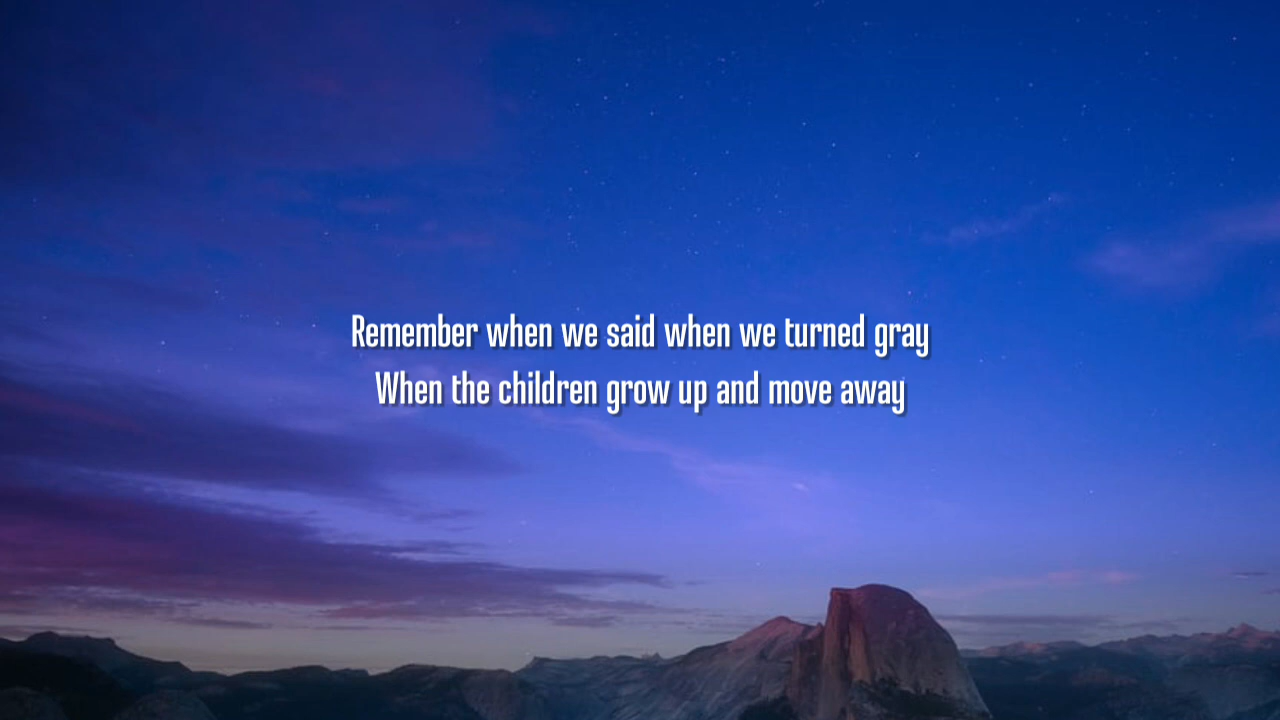 Remember when we said when we turned gray
When the children grow up and move away